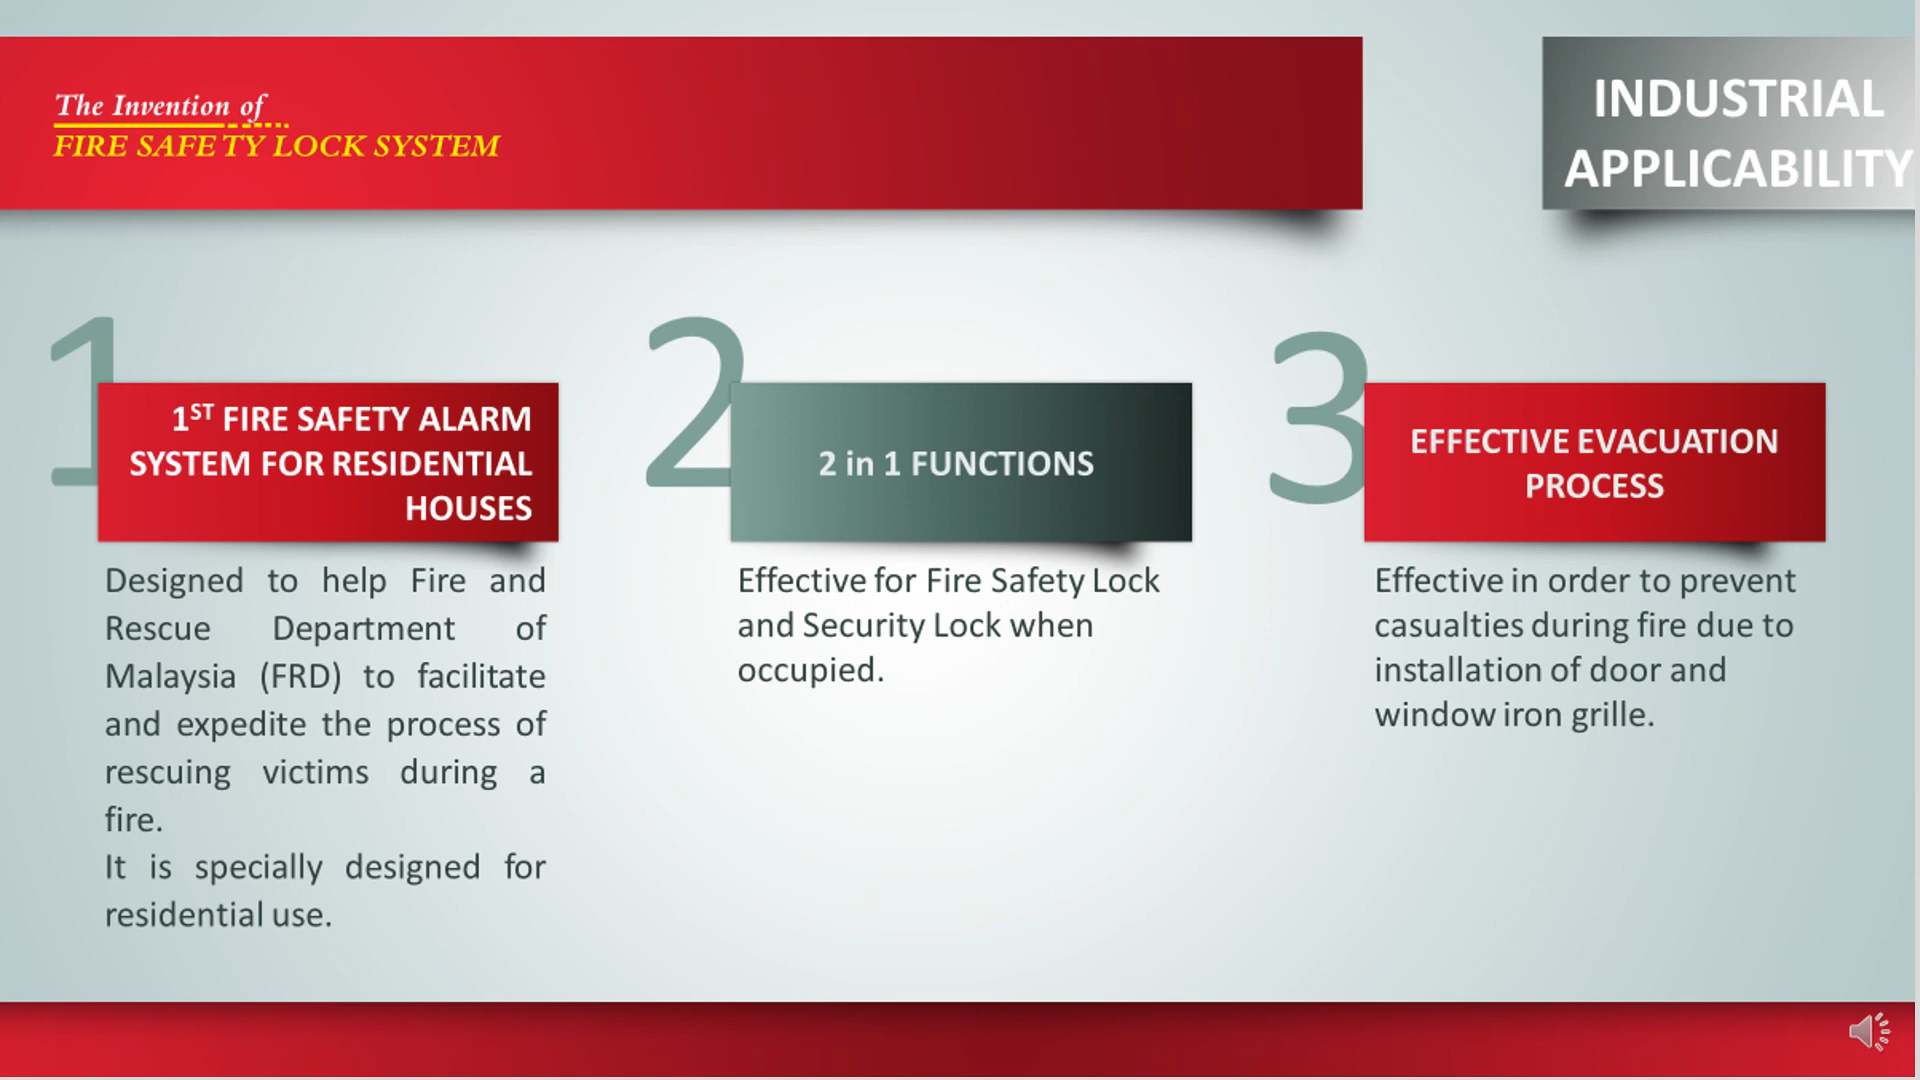 The Invention of
FIRE SAFETY LOCK SYSTEM
INDUSTRIAL
APPLICABILITY
1
1ST FIRE SAFETY ALARM
SYSTEM FOR RESIDENTIAL
HOUSES
Designed to help Fire and
Rescue Department of
Malaysia (FRD) to facilitate
and expedite the process of
rescuing victims during a
fire.
It is specially designed for
residential use.
2
2 in 1 FUNCTIONS
Effective for Fire Safety Lock
and Security Lock when
occupied.
3
EFFECTIVE EVACUATION
PROCESS
Effective in order to prevent
casualties during fire due to
installation of door and
window iron grille.